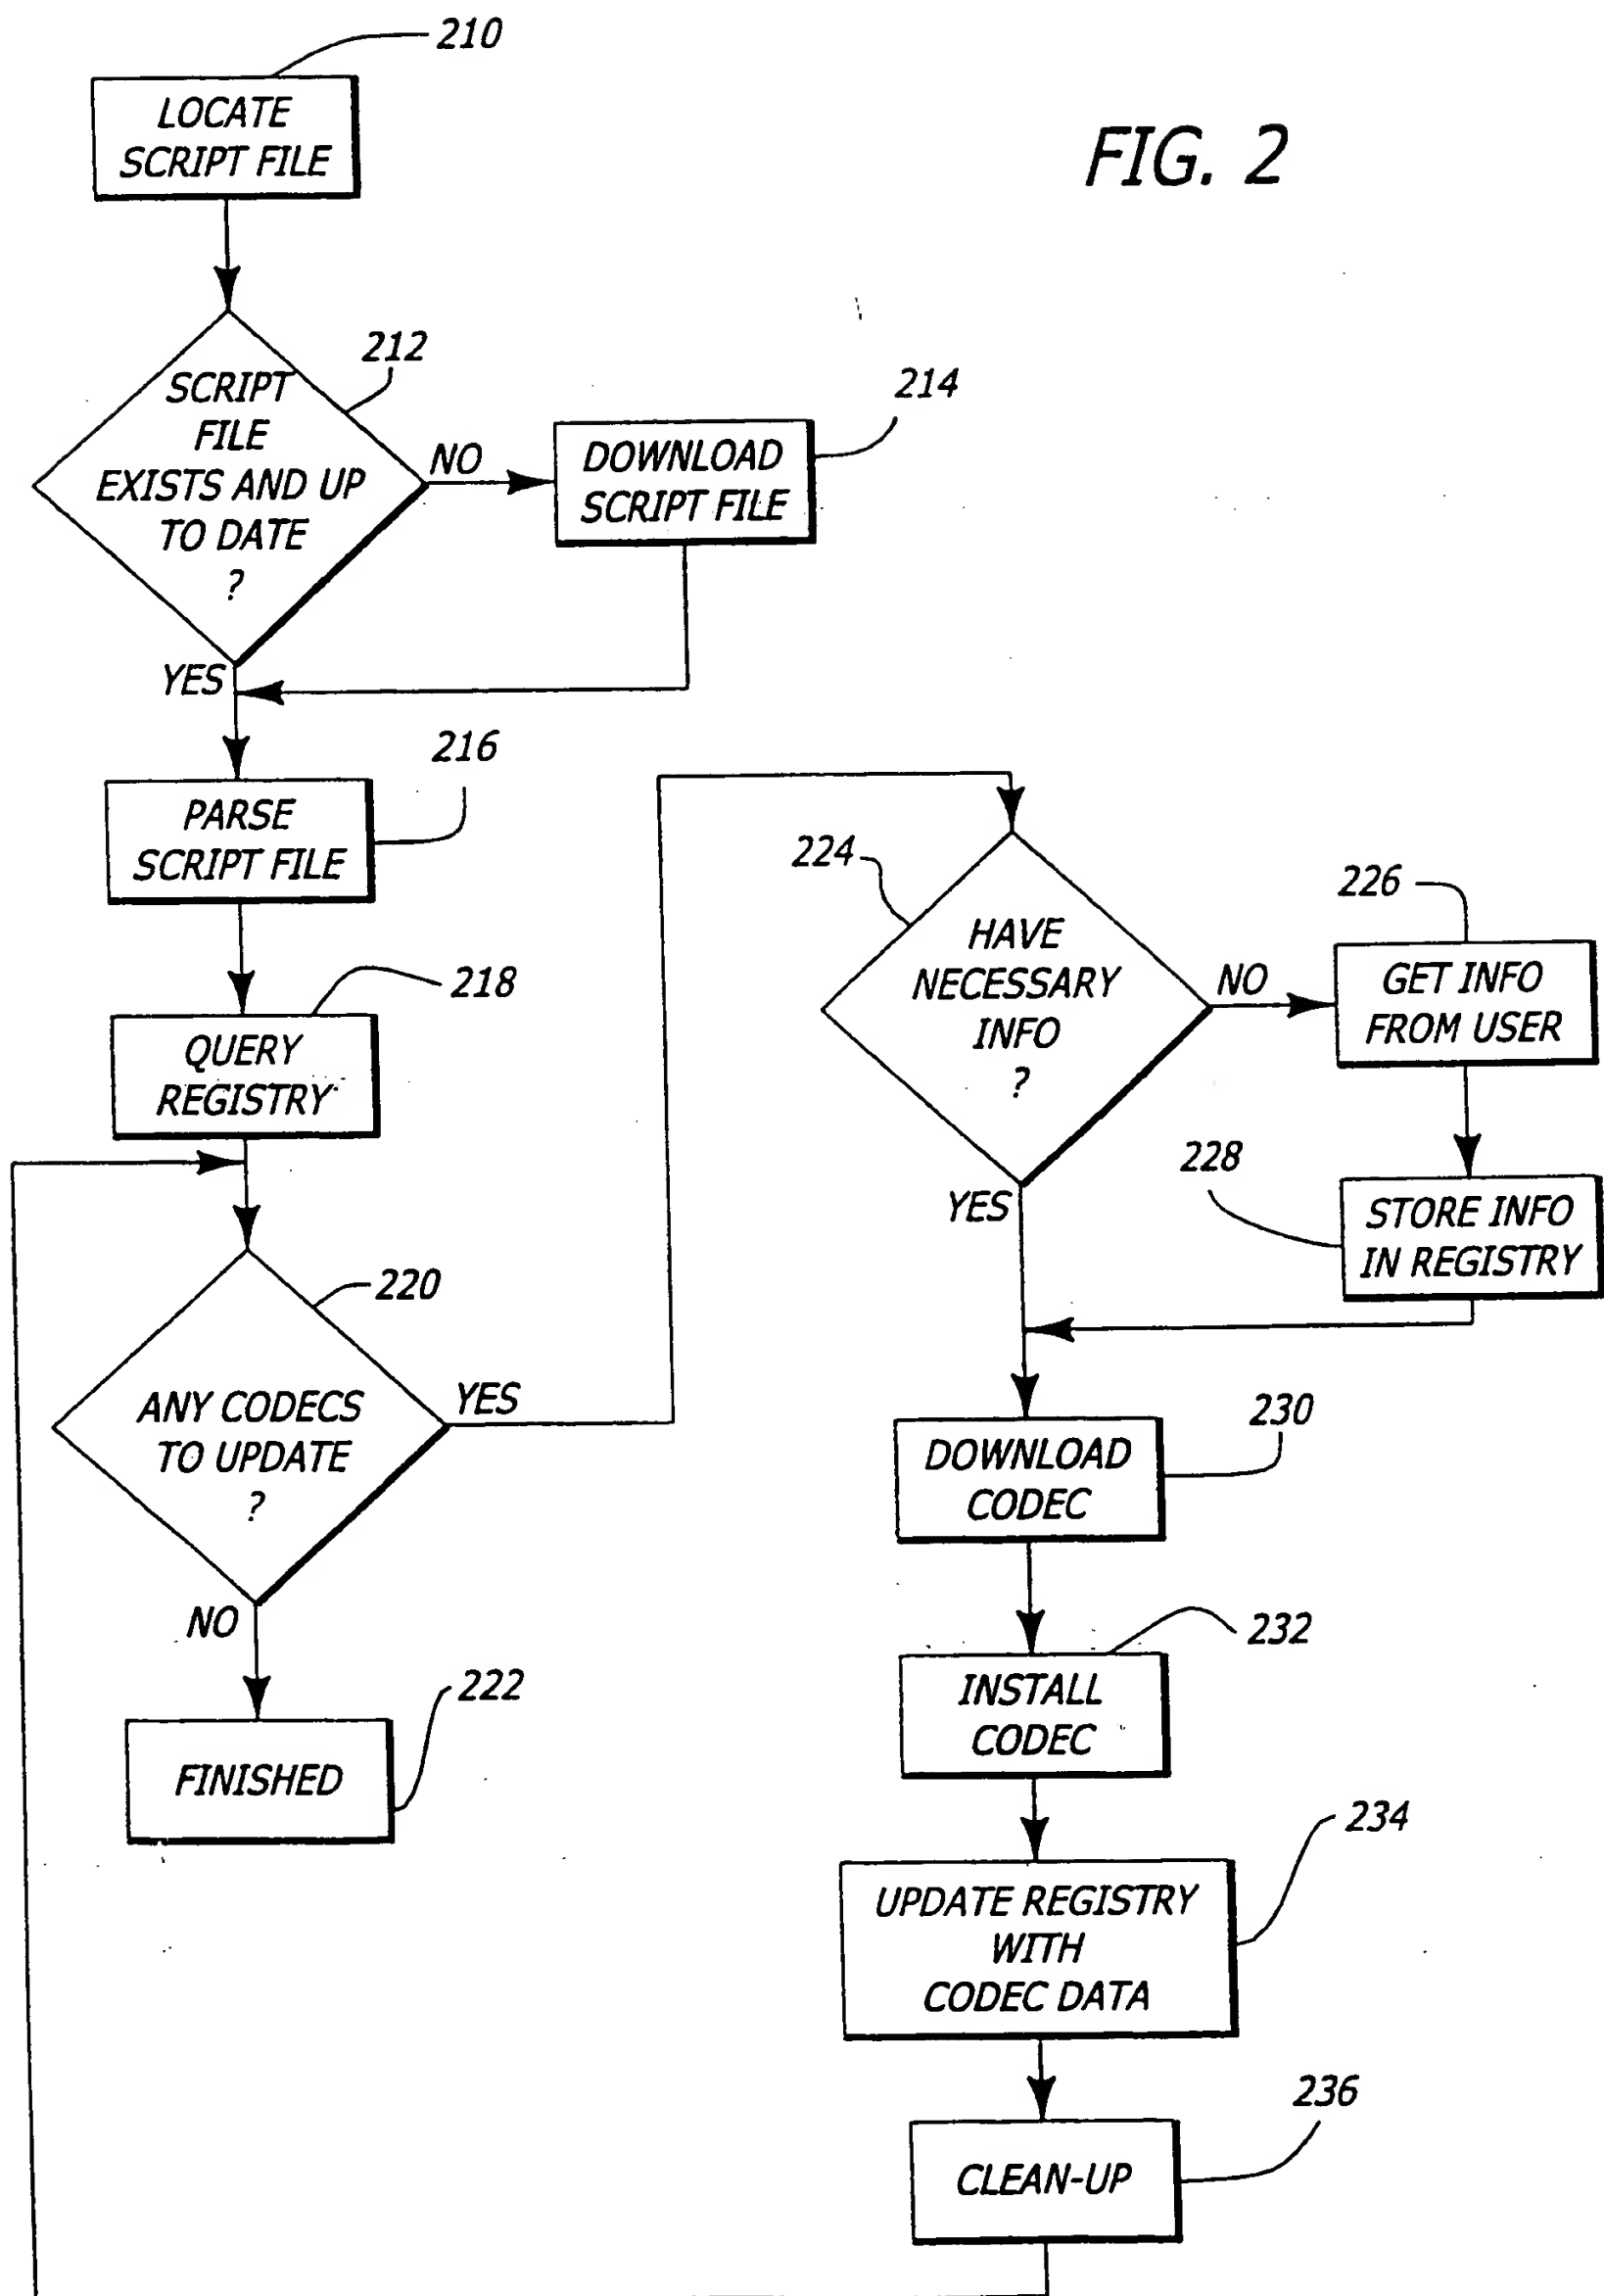 210
LOCATE
SCRIPT FILE
FIG. 2
212
SCRIPT
FILE
EXISTS AND UP
TO DATE
?
NO
214
DOWNLOAD
SCRIPT FILE
YES
216
PARSE
SCRIPT FILE
218
QUERY
REGISTRY
220
ANY CODECS
TO UPDATE
?
YES
NO
222
FINISHED
224
HAVE
NECESSARY
INFO
?
NO
226
GET INFO
FROM USER
228
STORE INFO
IN REGISTRY
YES
230
DOWNLOAD
CODEC
232
INSTALL
CODEC
234
UPDATE REGISTRY
WITH
CODEC DATA
236
CLEAN-UP